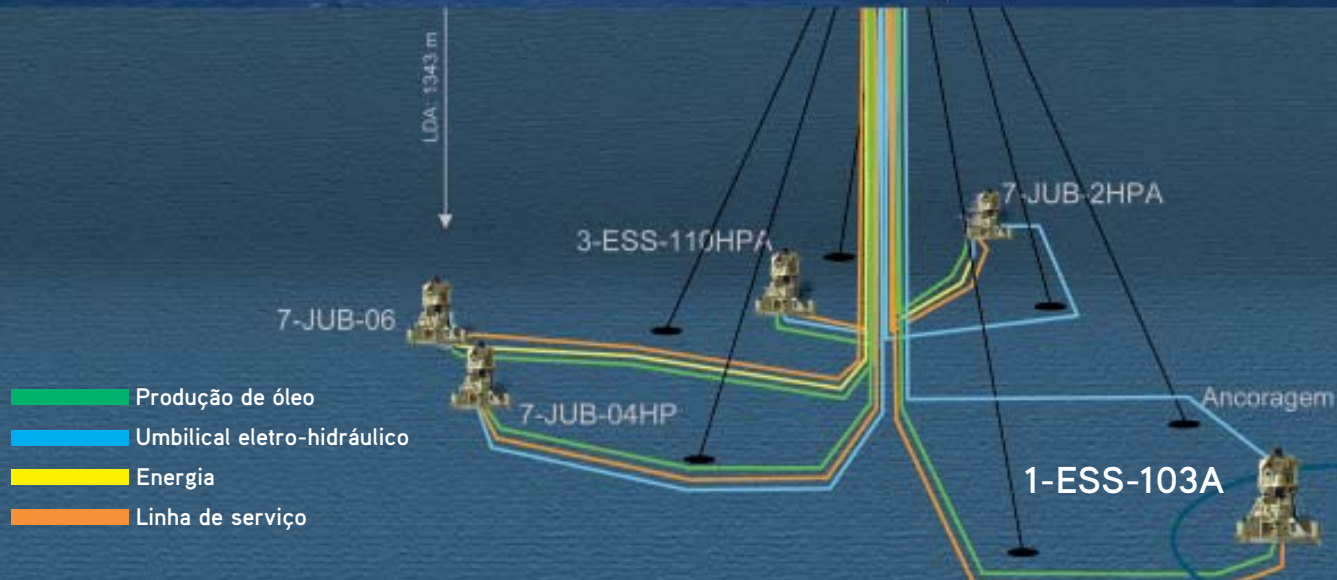 LDA: 1343 m
7-JUB-2HPA
3-ESS-110HPA
7-JUB-06
7-JUB-04HP
Ancoragem
1-ESS-103A
Produção de óleo
Umbilical eletro-hidráulico
Energia
Linha de serviço